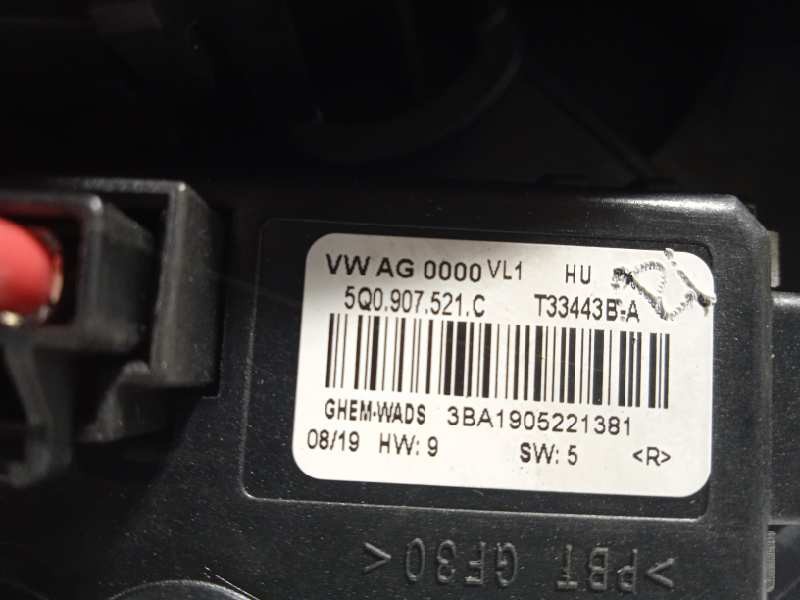 VW AG 0000 VL1 HU
5Q0.907.521.C T33443B-A
GHEM-WADS 3BA1905221381
08/19 HW: 9 SW: 5 <R>
>PBT GF30<